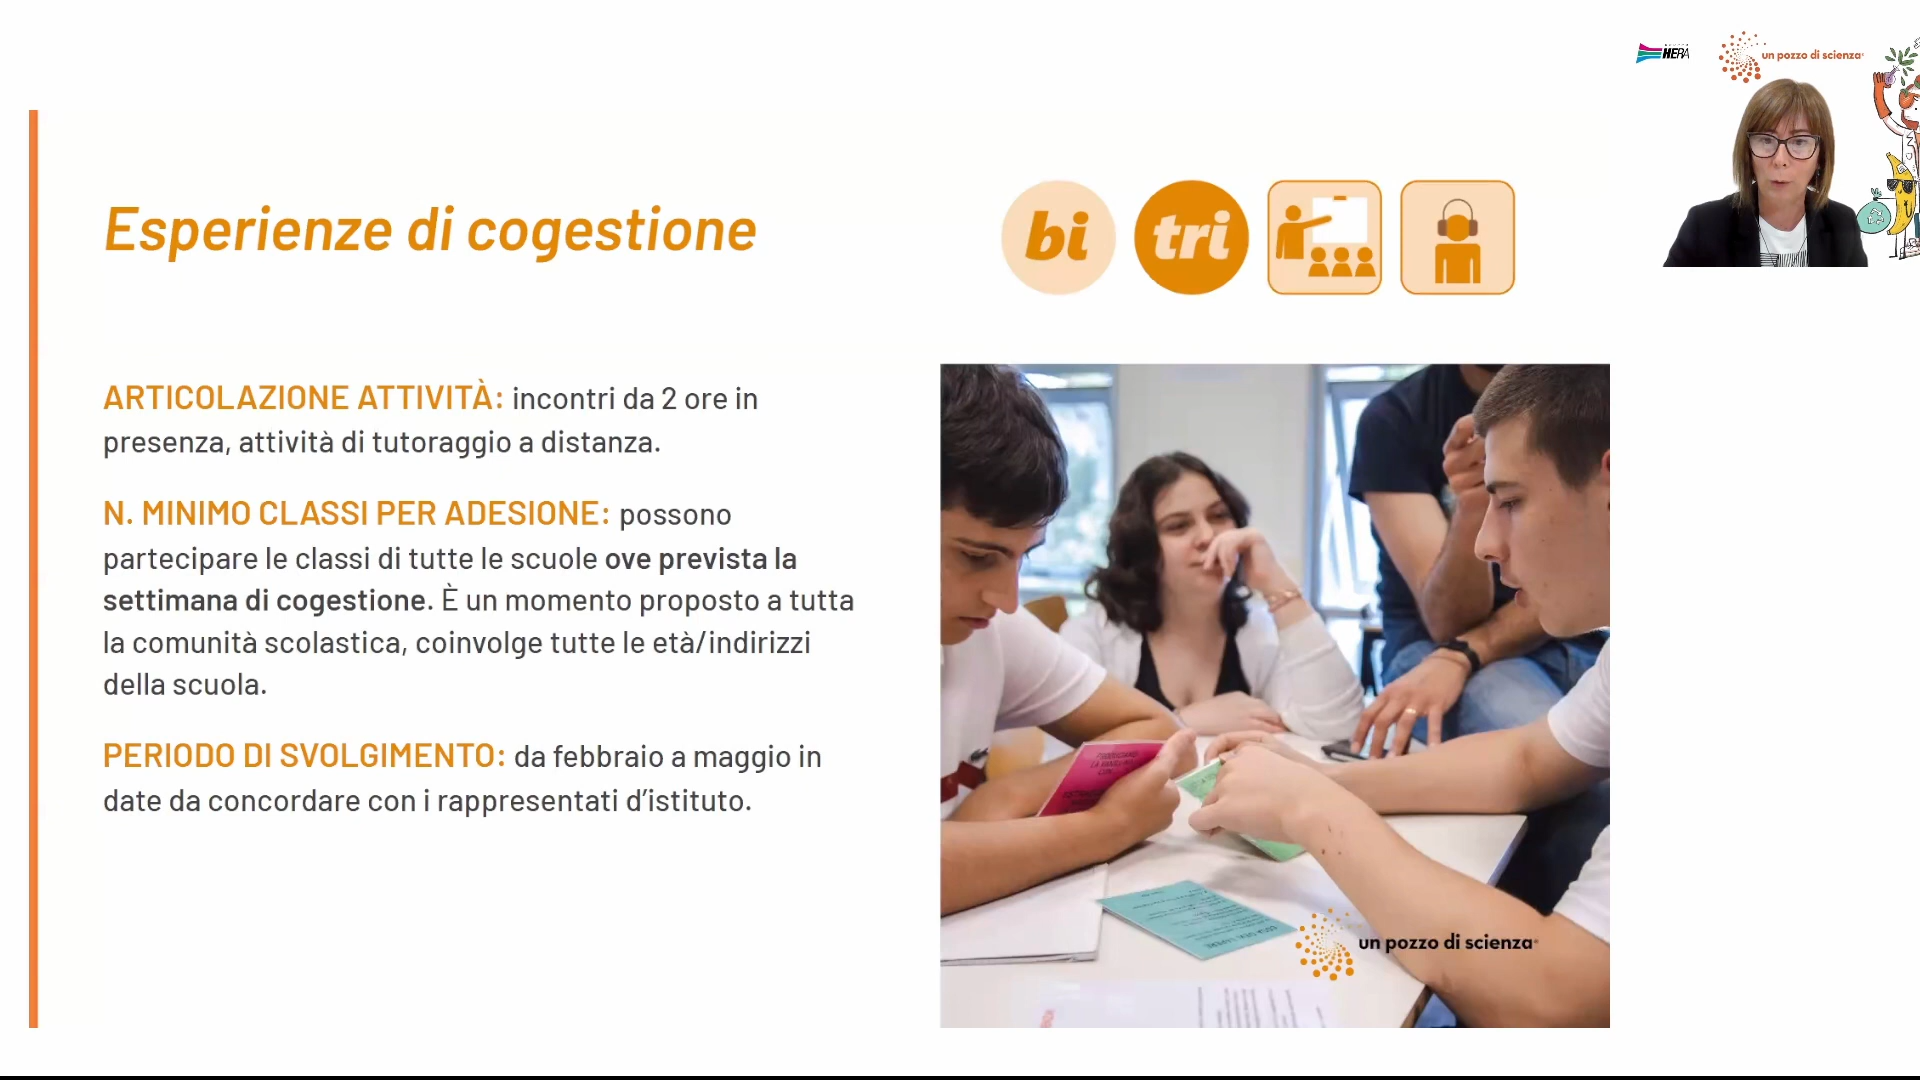 HERA
un pozzo di scienza
Esperienze di cogestione
bi
tri
ARTICOLAZIONE ATTIVITÀ: incontri da 2 ore in
presenza, attività di tutoraggio a distanza.
N. MINIMO CLASSI PER ADESIONE: possono
partecipare le classi di tutte le scuole ove prevista la
settimana di cogestione. È un momento proposto a tutta
la comunità scolastica, coinvolge tutte le età/indirizzi
della scuola.
PERIODO DI SVOLGIMENTO: da febbraio a maggio in
date da concordare con i rappresentati d’istituto.
un pozzo di scienza